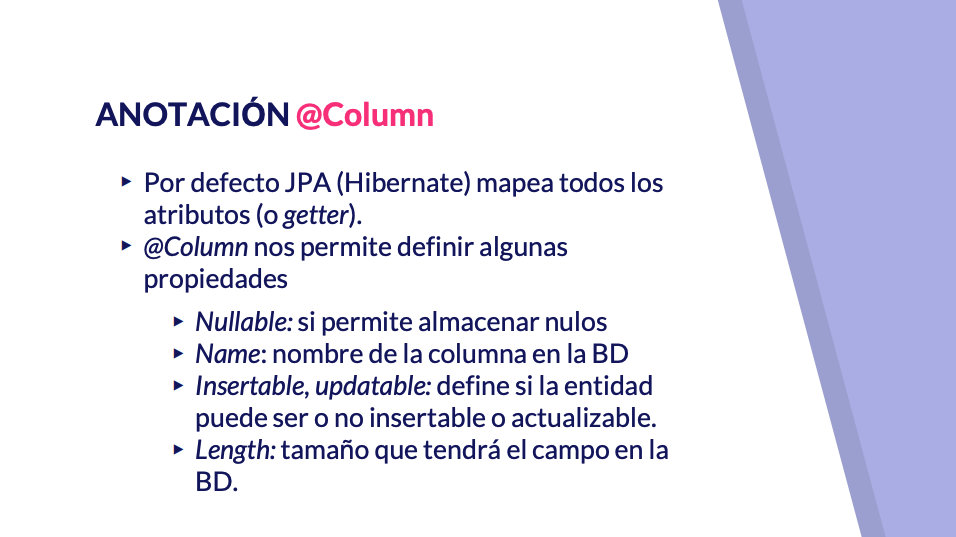 ANOTACIÓN @Column
▸ Por defecto JPA (Hibernate) mapea todos los
atributos (o getter).
▸ @Column nos permite definir algunas
propiedades
▸ Nullable: si permite almacenar nulos
▸ Name: nombre de la columna en la BD
▸ Insertable, updatable: define si la entidad
puede ser o no insertable o actualizable.
▸ Length: tamaño que tendrá el campo en la
BD.